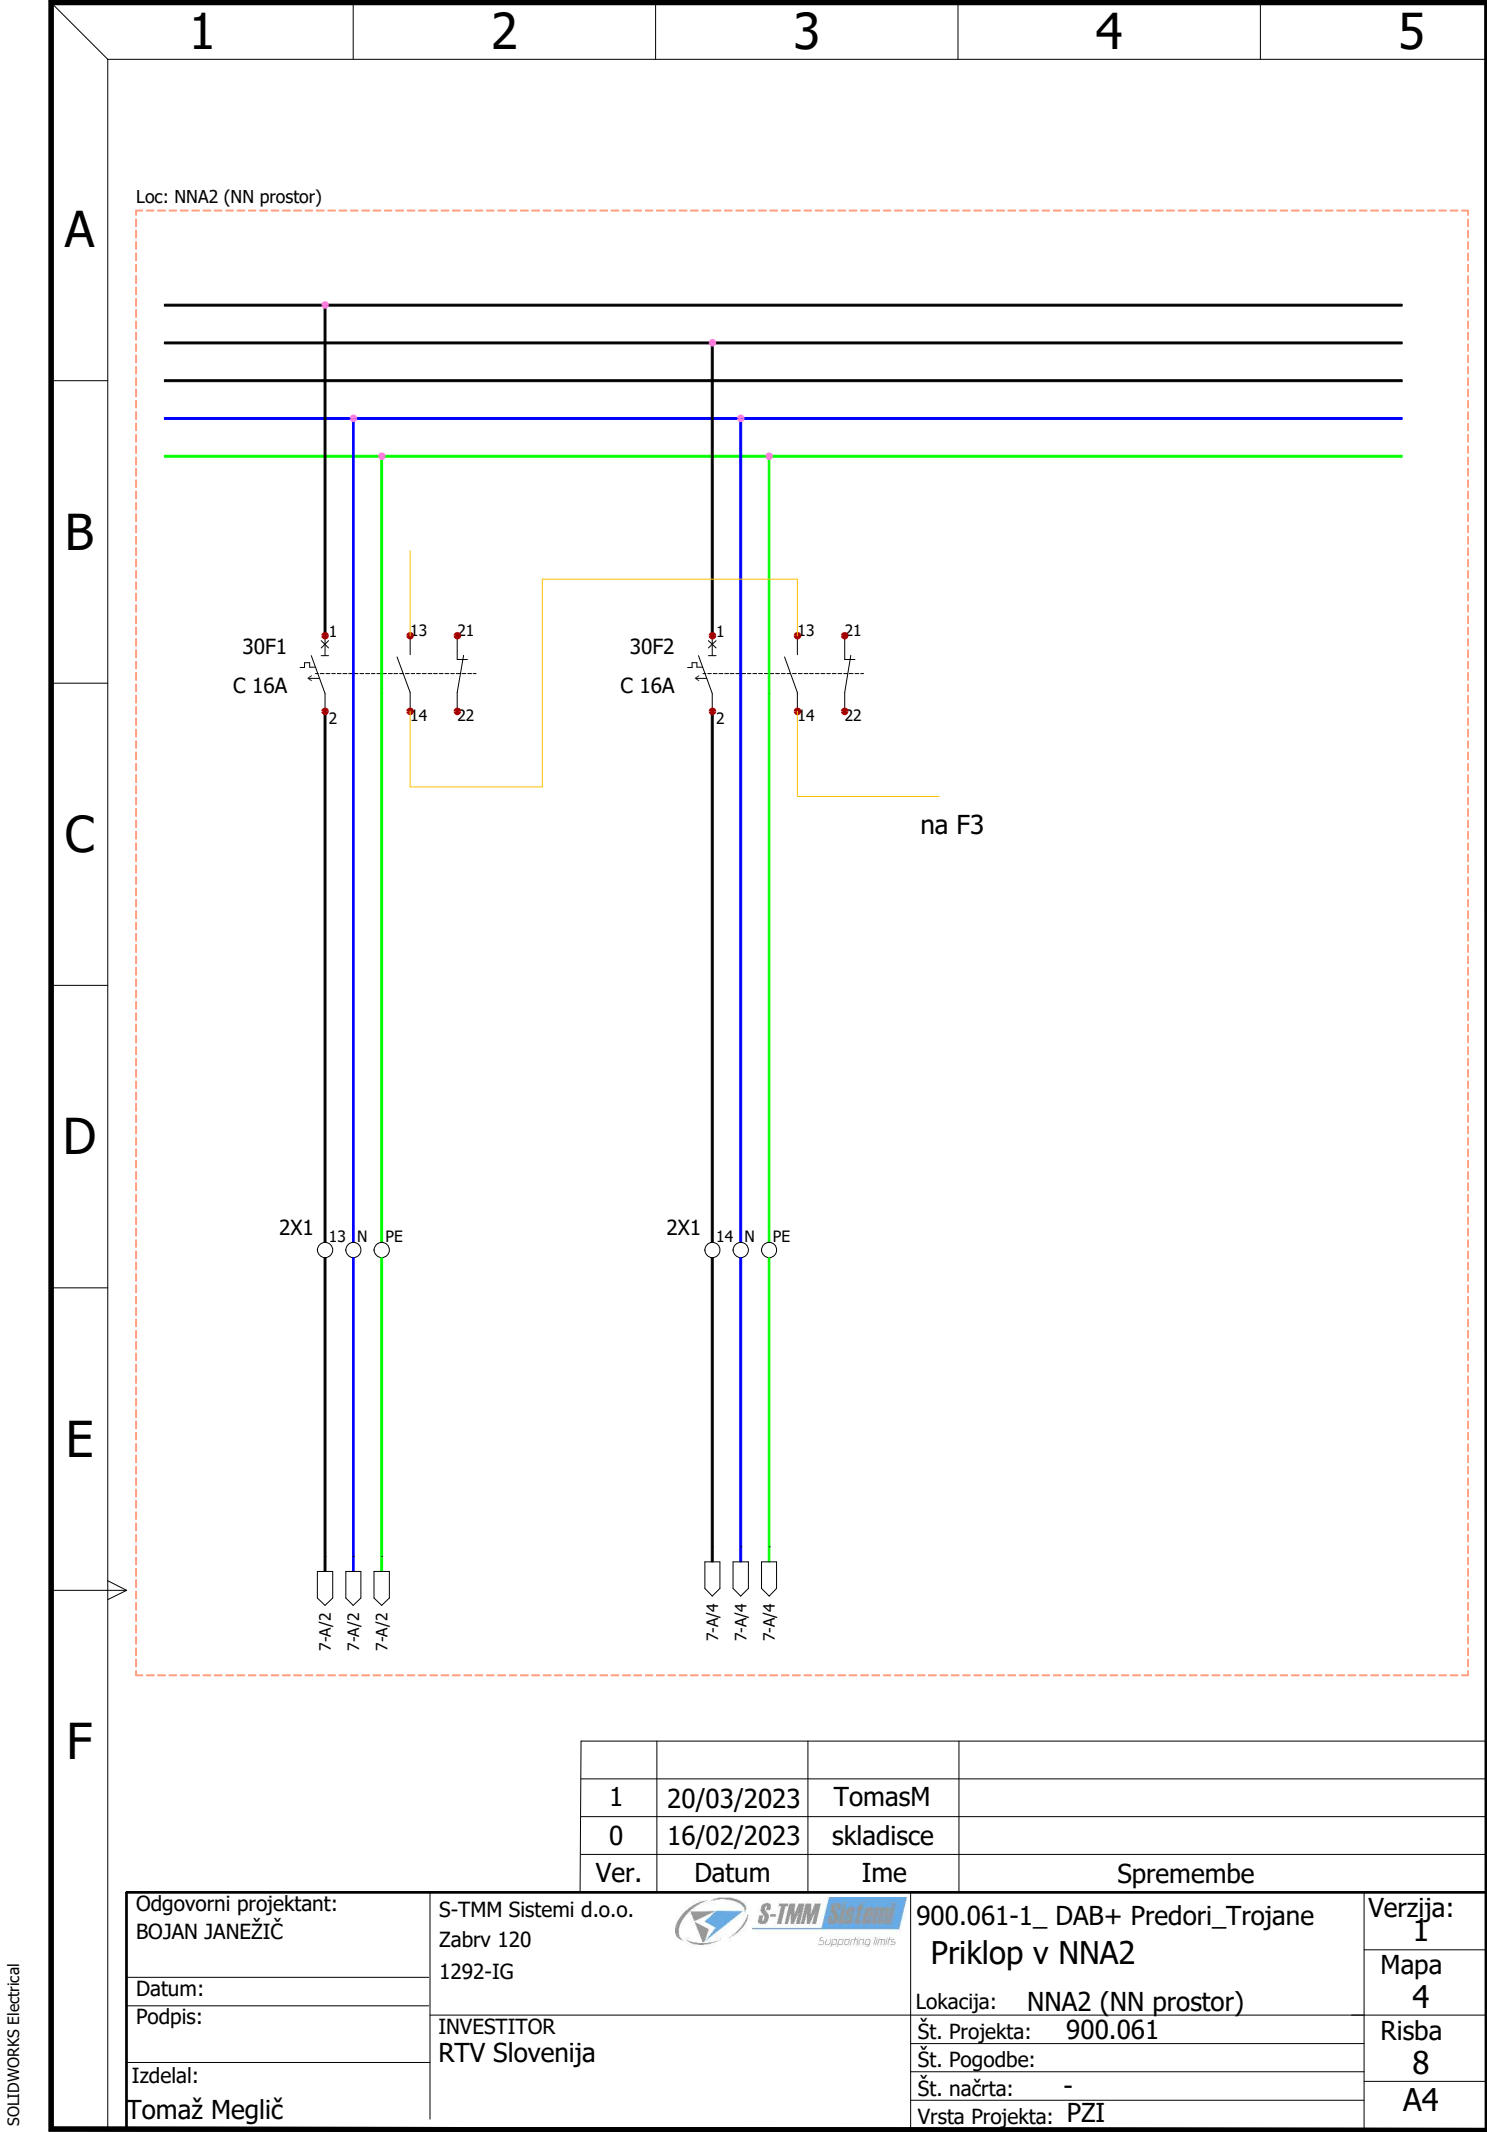 1 2 3 4 5
Loc: NNA2 (NN prostor)
A
B
C
D
E
F
30F1
C 16A
1
2
13
14
21
22
30F2
C 16A
1
2
13
14
21
22
na F3
2X1 13 N PE
2X1 14 N PE
7-A/2 7-A/2 7-A/2
7-A/4 7-A/4 7-A/4
1 20/03/2023 TomasM
0 16/02/2023 skladisce
Ver. Datum Ime Spremembe
Odgovorni projektant:
BOJAN JANEŽIČ
Datum:
Podpis:
Izdelal:
Tomaž Meglič
S-TMM Sistemi d.o.o.
Zabrv 120
1292-IG
S-TMM Sistemi
Supporting limits
INVESTITOR
RTV Slovenija
900.061-1_ DAB+ Predori_Trojane
Priklop v NNA2
Lokacija: NNA2 (NN prostor)
Št. Projekta: 900.061
Št. Pogodbe:
Št. načrta: -
Vrsta Projekta: PZI
Verzija:
1
Mapa
4
Risba
8
A4
SOLIDWORKS Electrical